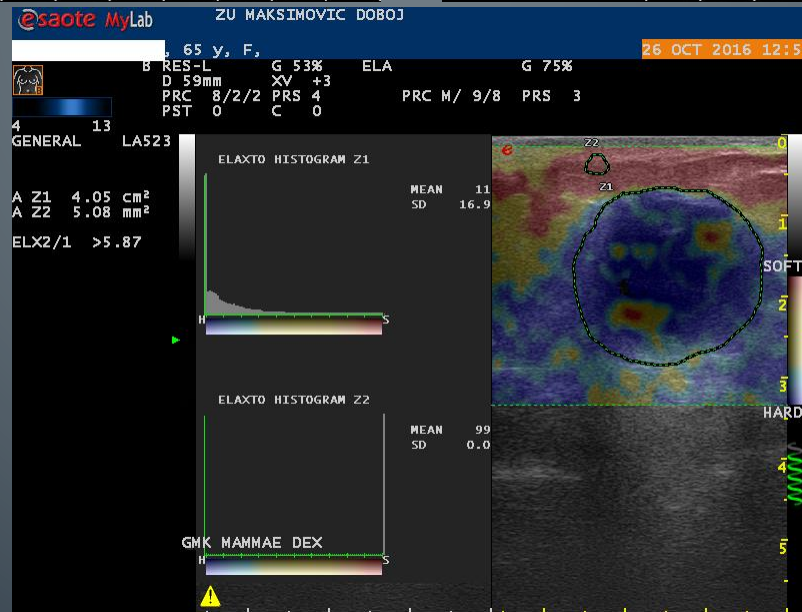 esaote MyLab
ZU MAKSIMOVIC DOBOJ
, 65 y, F,
26 OCT 2016 12:5
B RES-L G 53% ELA G 75%
D 59mm XV +3
PRC 8/2/2 PRS 4 PRC M/ 9/8 PRS 3
PST 0 C 0
4 13
GENERAL LA523
A Z1 4.05 cm²
A Z2 5.08 mm²
ELX2/1 >5.87
ELAXTO HISTOGRAM Z1
MEAN 11
SD 16.9
H S
ELAXTO HISTOGRAM Z2
MEAN 99
SD 0.0
GMK MAMMAE DEX
H S
e
Z2
Z1
0
1
SOFT
2
3
HARD
4
5